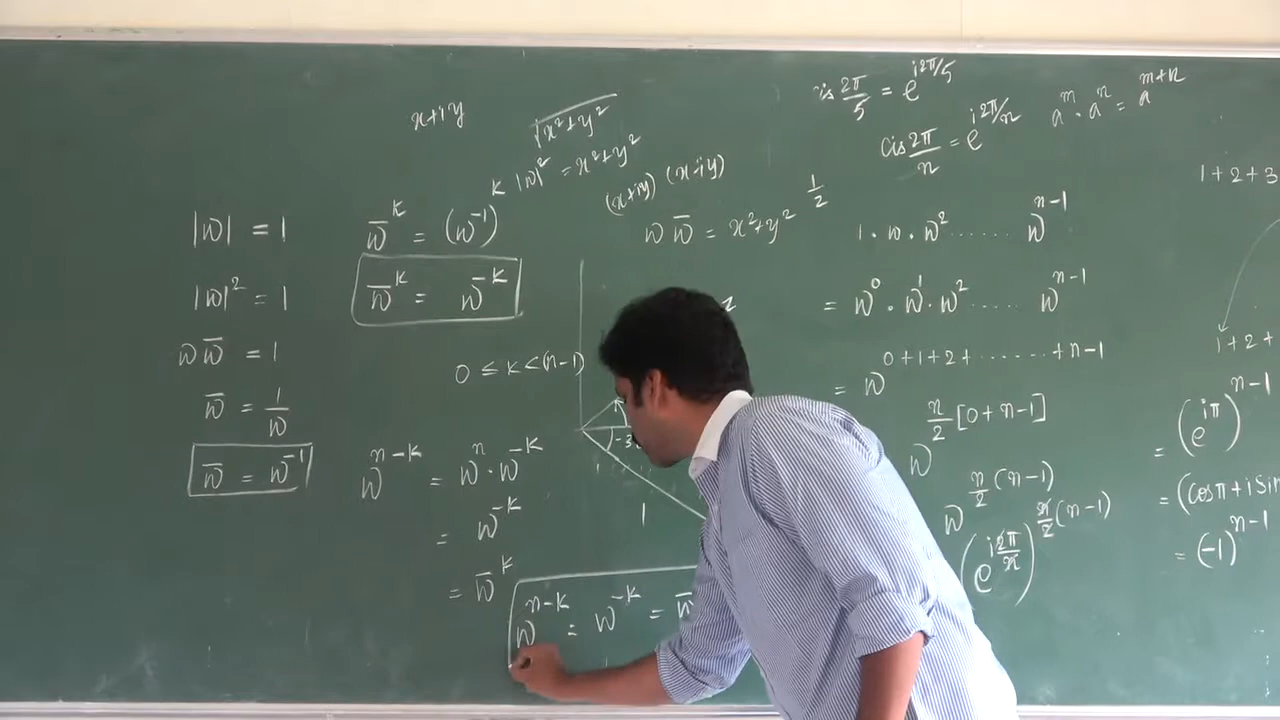 x+iy
√x²+y²
K |ω|² = x²+y²
(x+iy) (x-iy)
ω ω̅ = x²+y²
1/2
|ω| = 1
|ω|² = 1
ω ω̅ = 1
ω̅ = 1/ω
ω̅ = ω⁻¹
ω̅^K = (ω⁻¹)
ω̅^K = ω^-K
0 ≤ K < (n-1)
ω^n-K = ω^n · ω^-K
= ω^-K
= ω̅^K
ω^n-K = ω^-K = ω̅
1
cis 2π/5 = e^i2π/5
Cis 2π/n = e^i2π/n
a^m · a^n = a^m+n
1 · ω · ω² ...... ω^n-1
= ω⁰ · ω¹ · ω² ..... ω^n-1
= ω^0+1+2+.......+n-1
ω^n/2 [0+n-1]
ω^n/2 (n-1)
(e^i2π/n)^n/2 (n-1)
1+2+3
1+2+
= (e^iπ)^n-1
= (Cosπ+i Sin
= (-1)^n-1